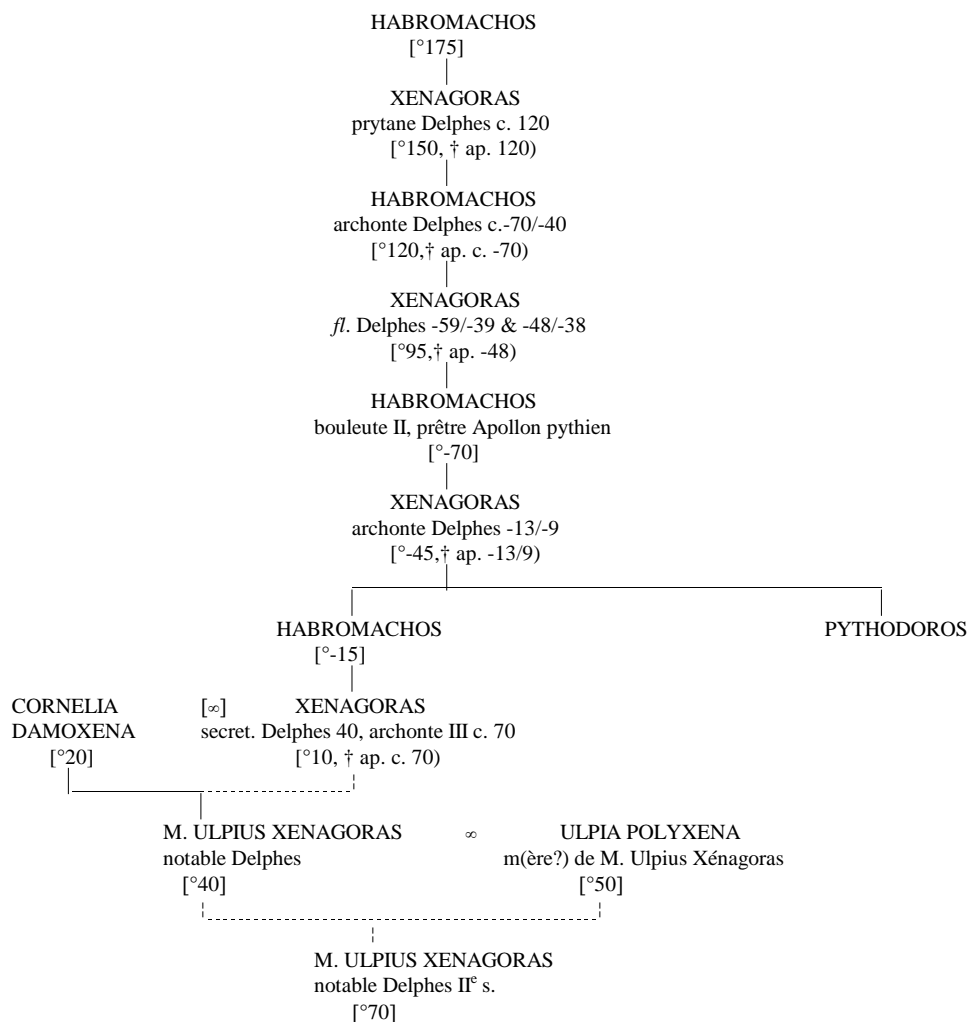 HABROMACHOS
[°175]
XENAGORAS
prytane Delphes c. 120
[°150, † ap. 120)
HABROMACHOS
archonte Delphes c.-70/-40
[°120,† ap. c. -70)
XENAGORAS
fl. Delphes -59/-39 & -48/-38
[°95,† ap. -48)
HABROMACHOS
bouleute II, prêtre Apollon pythien
[°-70]
XENAGORAS
archonte Delphes -13/-9
[°-45,† ap. -13/9)
HABROMACHOS PYTHODOROS
[°-15]
CORNELIA [∞] XENAGORAS
DAMOXENA secret. Delphes 40, archonte III c. 70
[°20] [°10, † ap. c. 70)
M. ULPIUS XENAGORAS ∞ ULPIA POLYXENA
notable Delphes m(ère?) de M. Ulpius Xénagoras
[°40] [°50]
M. ULPIUS XENAGORAS
notable Delphes IIe s.
[°70]